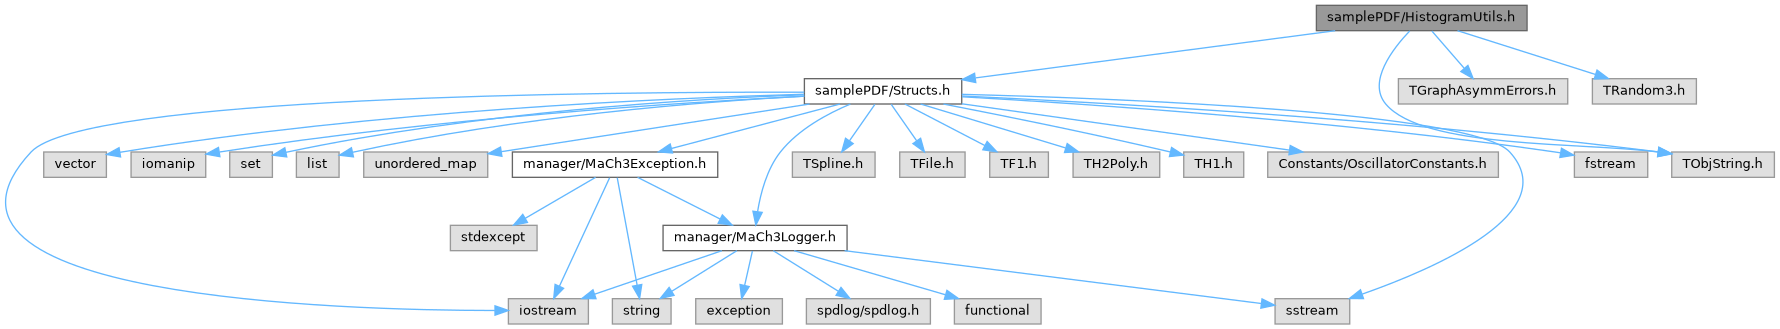 samplePDF/HistogramUtils.h
samplePDF/Structs.h
TGraphAsymmErrors.h
TRandom3.h
vector
iomanip
set
list
unordered_map
manager/MaCh3Exception.h
TSpline.h
TFile.h
TF1.h
TH2Poly.h
TH1.h
Constants/OscillatorConstants.h
fstream
TObjString.h
stdexcept
manager/MaCh3Logger.h
iostream
string
exception
spdlog/spdlog.h
functional
sstream